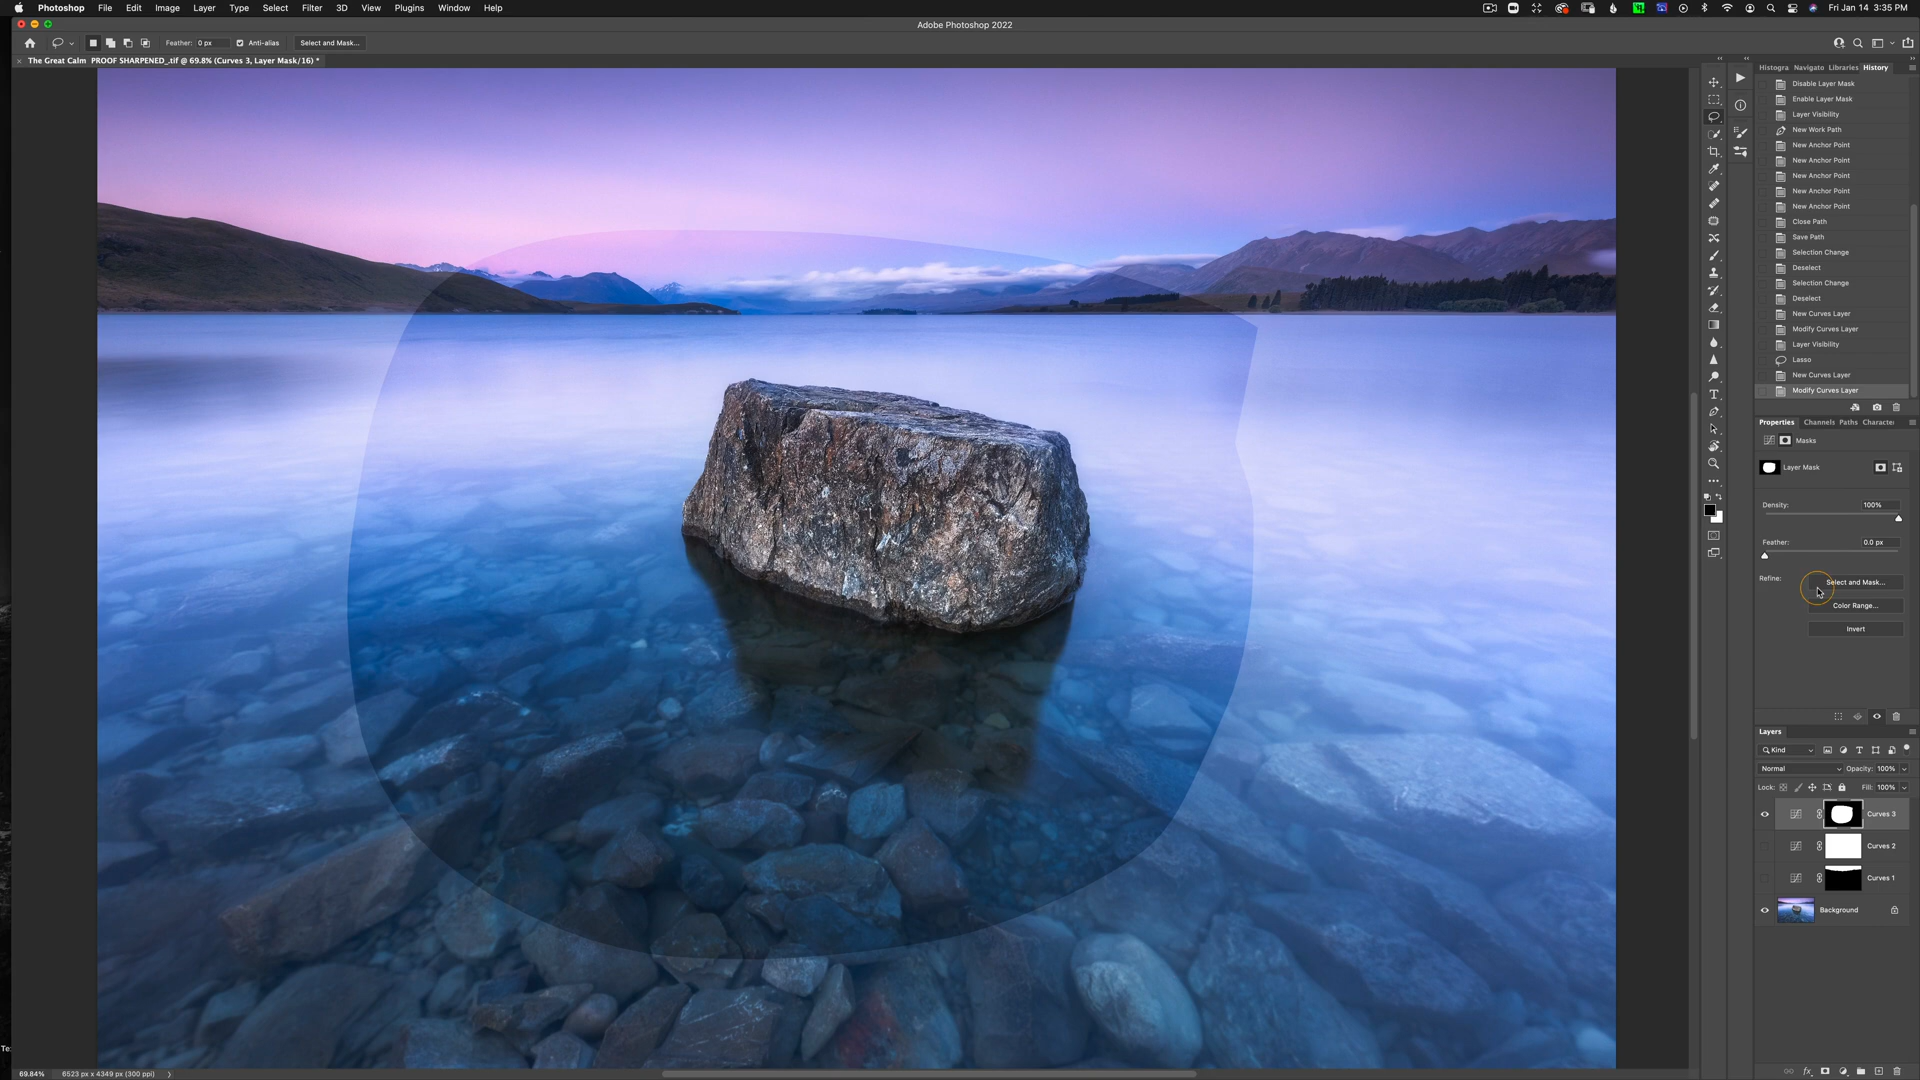 Photoshop File Edit Image Layer Type Select Filter 3D View Plugins Window Help Fri Jan 14 3:35 PM
Adobe Photoshop 2022
Feather: 0 px Anti-alias Select and Mask...
The Great Calm PROOF SHARPENED_.tif @ 69.8% (Curves 3, Layer Mask/16) *
Histogra Navigato Libraries History
Disable Layer Mask
Enable Layer Mask
Layer Visibility
New Work Path
New Anchor Point
New Anchor Point
New Anchor Point
New Anchor Point
New Anchor Point
Close Path
Save Path
Selection Change
Deselect
Selection Change
Deselect
New Curves Layer
Modify Curves Layer
Layer Visibility
Lasso
New Curves Layer
Modify Curves Layer
Properties Channels Paths Characte
Masks
Layer Mask
Density: 100%
Feather: 0.0 px
Refine: Select and Mask...
Color Range...
Invert
Layers
Kind
Normal Opacity: 100%
Lock: Fill: 100%
Curves 3
Curves 2
Curves 1
Background
69.84% 6523 px x 4349 px (300 ppi)